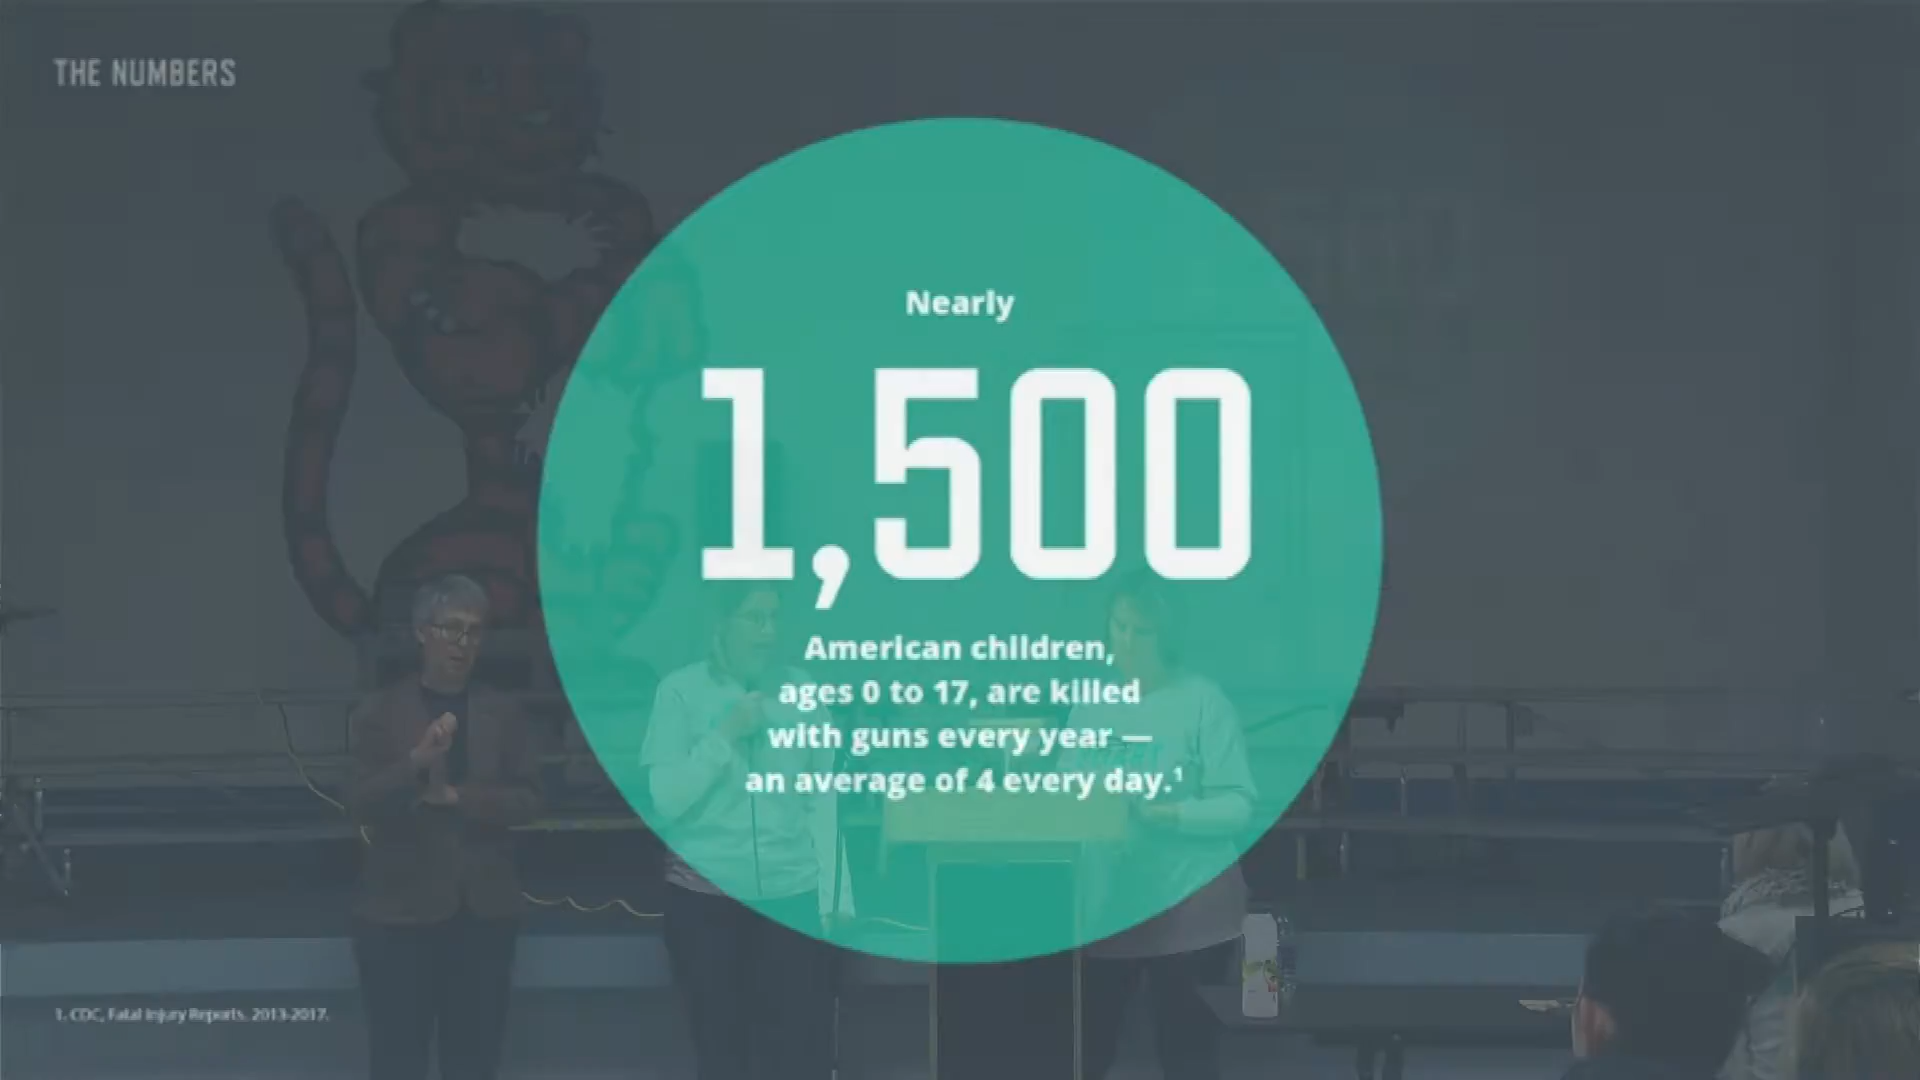 THE NUMBERS
Nearly
1,500
American children,
ages 0 to 17, are killed
with guns every year —
an average of 4 every day.¹
1. CDC, Fatal Injury Reports. 2013-2017.